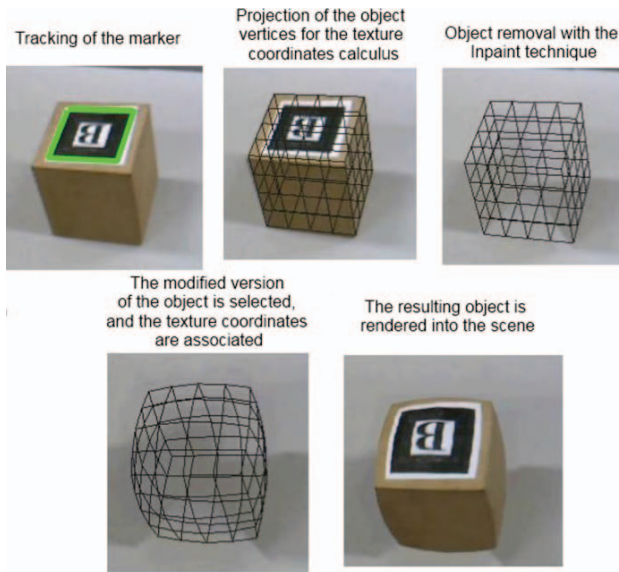 Tracking of the marker
Projection of the object
vertices for the texture
coordinates calculus
Object removal with the
Inpaint technique
B
B
The modified version
of the object is selected,
and the texture coordinates
are associated
The resulting object is
rendered into the scene
B